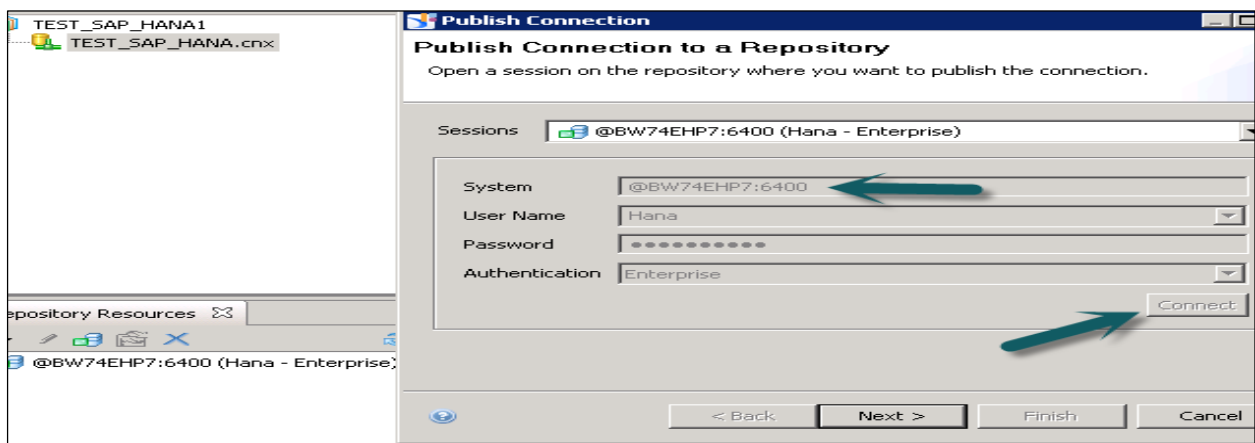 TEST_SAP_HANA1
TEST_SAP_HANA.cnx
Publish Connection
Publish Connection to a Repository
Open a session on the repository where you want to publish the connection.
Sessions @BW74EHP7:6400 (Hana - Enterprise)
System @BW74EHP7:6400
User Name Hana
Password ●●●●●●●●●●
Authentication Enterprise
Connect
epository Resources
@BW74EHP7:6400 (Hana - Enterprise)
< Back Next > Finish Cancel